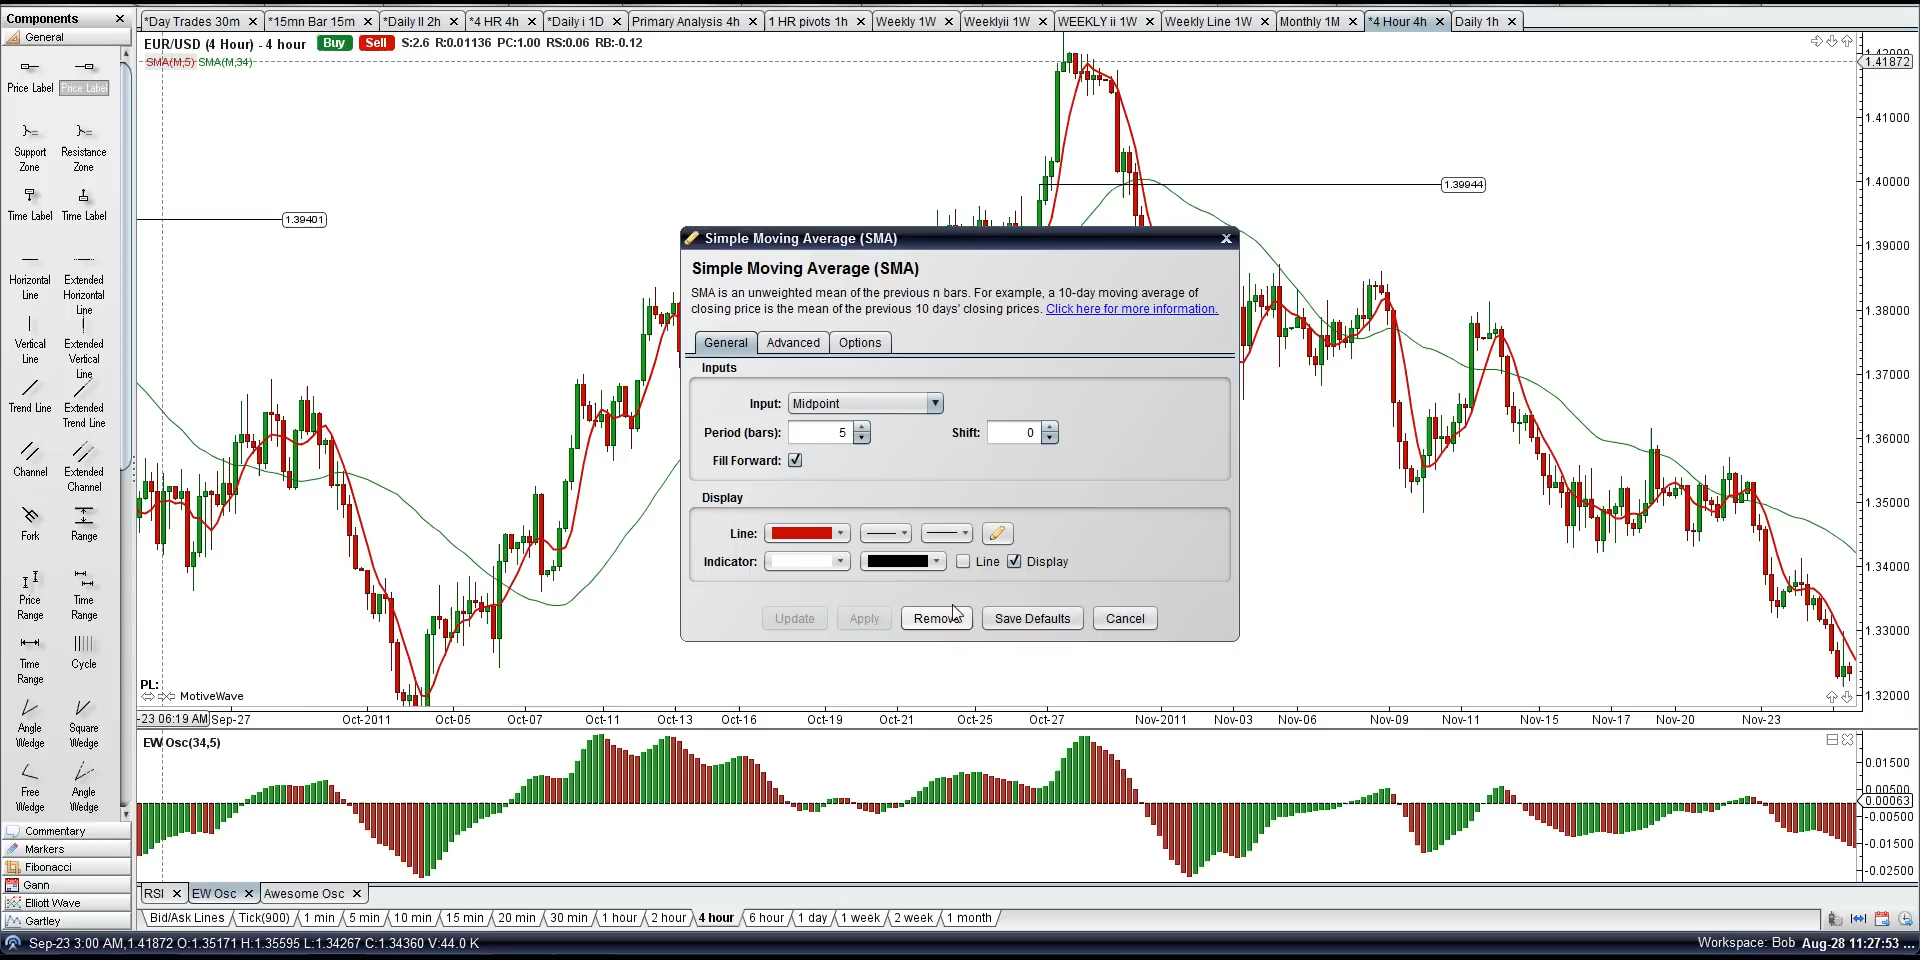 Components
General
Price Label Price Label
Support Zone Resistance Zone
Time Label Time Label
Horizontal Line Extended Horizontal Line
Vertical Line Extended Vertical Line
Trend Line Extended Trend Line
Channel Extended Channel
Fork Range
Price Range Time Range
Time Range Cycle
Angle Wedge Square Wedge
Free Wedge Angle Wedge
Commentary
Markers
Fibonacci
Gann
Elliott Wave
Gartley
*Day Trades 30m *15mn Bar 15m *Daily II 2h *4 HR 4h *Daily i 1D Primary Analysis 4h 1 HR pivots 1h Weekly 1W Weeklyii 1W WEEKLY ii 1W Weekly Line 1W Monthly 1M *4 Hour 4h Daily 1h
EUR/USD (4 Hour) - 4 hour Buy Sell S:2.6 R:0.01136 PC:1.00 RS:0.06 RB:-0.12
SMA(M,5) SMA(M,34)
1.42000
1.41872
1.41000
1.40000
1.39000
1.38000
1.37000
1.36000
1.35000
1.34000
1.33000
1.32000
1.39944
1.39401
Simple Moving Average (SMA)
Simple Moving Average (SMA)
SMA is an unweighted mean of the previous n bars. For example, a 10-day moving average of
closing price is the mean of the previous 10 days' closing prices. Click here for more information.
General Advanced Options
Inputs
Input: Midpoint
Period (bars): 5 Shift: 0
Fill Forward:
Display
Line:
Indicator: Line Display
Update Apply Remove Save Defaults Cancel
PL:
MotiveWave
-23 06:19 AM Sep-27 Oct-2011 Oct-05 Oct-07 Oct-11 Oct-13 Oct-16 Oct-19 Oct-21 Oct-25 Oct-27 Nov-2011 Nov-03 Nov-06 Nov-09 Nov-11 Nov-15 Nov-17 Nov-20 Nov-23
EW Osc(34,5)
0.01500
0.00500
0.00063
-0.00500
-0.01500
-0.02500
RSI EW Osc Awesome Osc
Bid/Ask Lines Tick(900) 1 min 5 min 10 min 15 min 20 min 30 min 1 hour 2 hour 4 hour 6 hour 1 day 1 week 2 week 1 month
Sep-23 3:00 AM,1.41872 O:1.35171 H:1.35595 L:1.34267 C:1.34360 V:44.0 K
Workspace: Bob Aug-28 11:27:53 ...